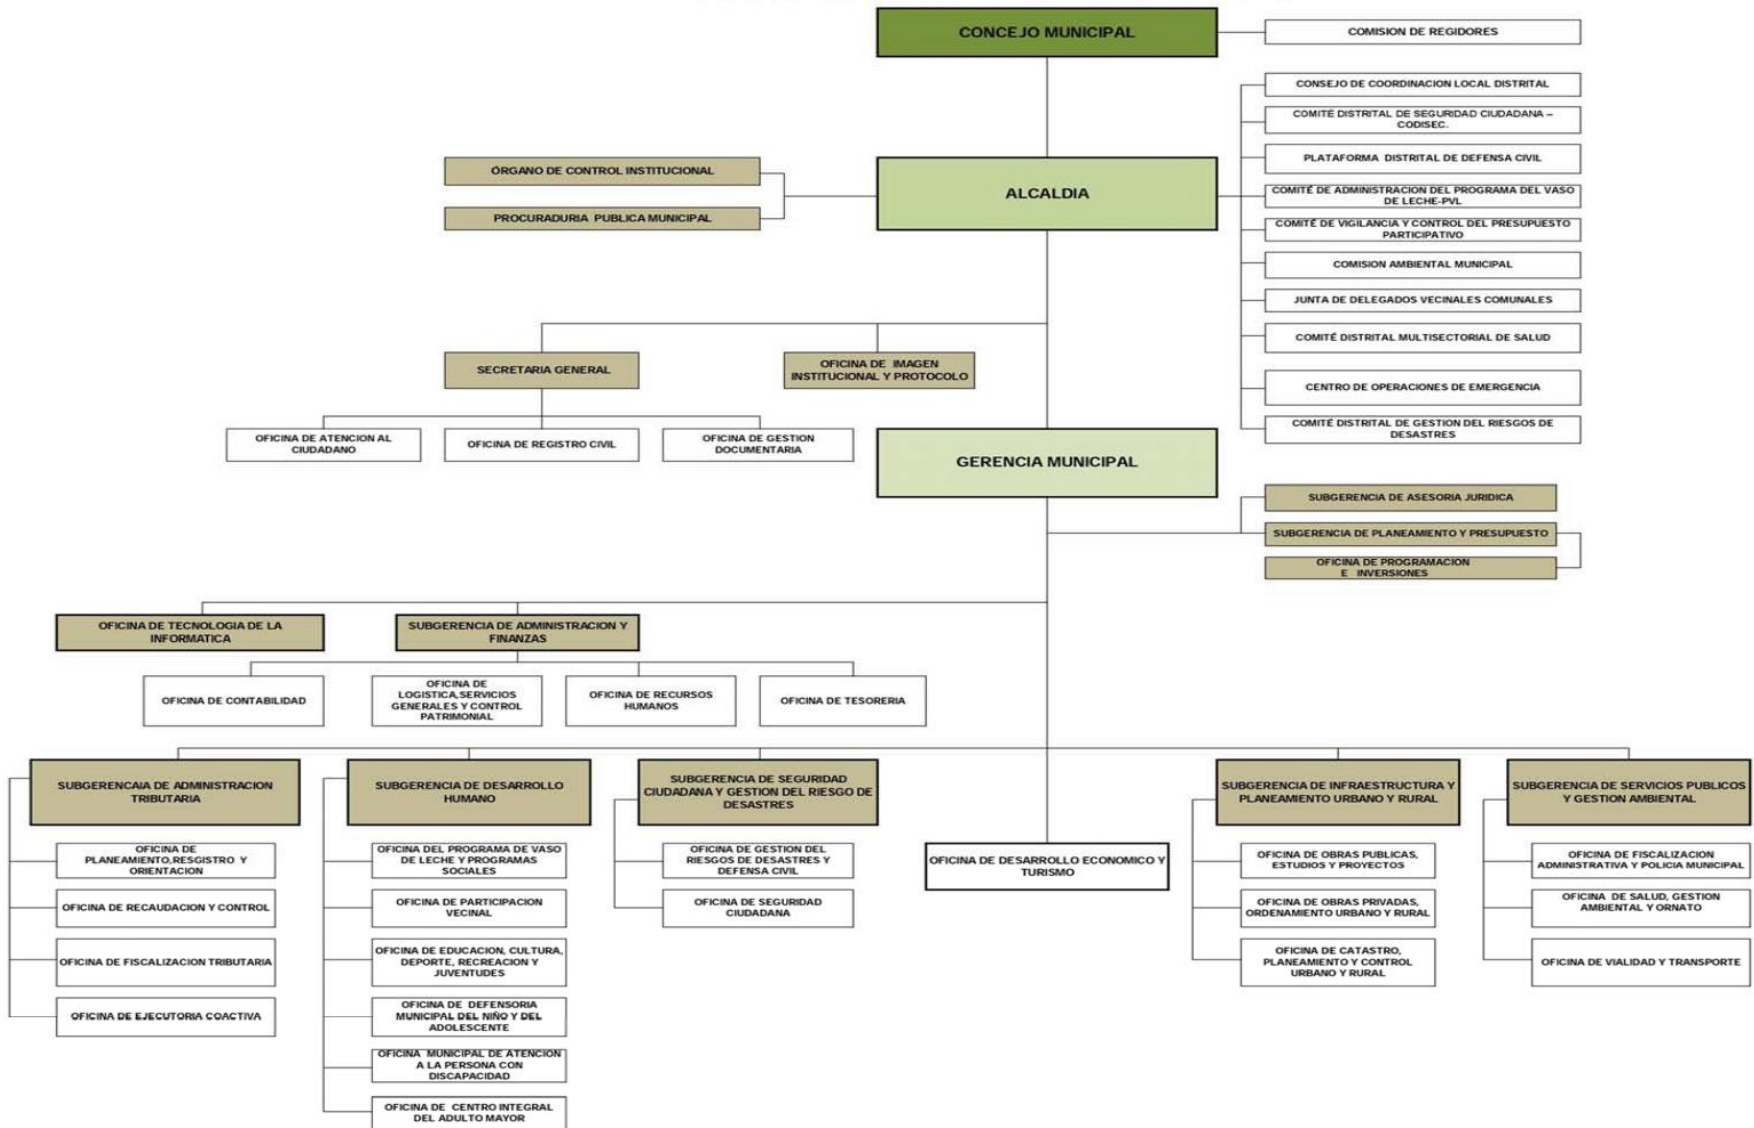 CONCEJO MUNICIPAL
COMISION DE REGIDORES
CONSEJO DE COORDINACION LOCAL DISTRITAL
COMITÉ DISTRITAL DE SEGURIDAD CIUDADANA –
CODISEC.
PLATAFORMA DISTRITAL DE DEFENSA CIVIL
COMITÉ DE ADMINISTRACION DEL PROGRAMA DEL VASO
DE LECHE-PVL
COMITÉ DE VIGILANCIA Y CONTROL DEL PRESUPUESTO
PARTICIPATIVO
COMISION AMBIENTAL MUNICIPAL
JUNTA DE DELEGADOS VECINALES COMUNALES
COMITÉ DISTRITAL MULTISECTORIAL DE SALUD
CENTRO DE OPERACIONES DE EMERGENCIA
COMITÉ DISTRITAL DE GESTION DEL RIESGOS DE
DESASTRES
ÓRGANO DE CONTROL INSTITUCIONAL
PROCURADURIA PUBLICA MUNICIPAL
ALCALDIA
SECRETARIA GENERAL
OFICINA DE IMAGEN
INSTITUCIONAL Y PROTOCOLO
OFICINA DE ATENCION AL
CIUDADANO
OFICINA DE REGISTRO CIVIL
OFICINA DE GESTION
DOCUMENTARIA
GERENCIA MUNICIPAL
SUBGERENCIA DE ASESORIA JURIDICA
SUBGERENCIA DE PLANEAMIENTO Y PRESUPUESTO
OFICINA DE PROGRAMACION
E INVERSIONES
OFICINA DE TECNOLOGIA DE LA
INFORMATICA
SUBGERENCIA DE ADMINISTRACION Y
FINANZAS
OFICINA DE CONTABILIDAD
OFICINA DE
LOGISTICA,SERVICIOS
GENERALES Y CONTROL
PATRIMONIAL
OFICINA DE RECURSOS
HUMANOS
OFICINA DE TESORERIA
SUBGERENCAIA DE ADMINISTRACION
TRIBUTARIA
OFICINA DE
PLANEAMIENTO,RESGISTRO Y
ORIENTACION
OFICINA DE RECAUDACION Y CONTROL
OFICINA DE FISCALIZACION TRIBUTARIA
OFICINA DE EJECUTORIA COACTIVA
SUBGERENCIA DE DESARROLLO
HUMANO
OFICINA DEL PROGRAMA DE VASO
DE LECHE Y PROGRAMAS
SOCIALES
OFICINA DE PARTICIPACION
VECINAL
OFICINA DE EDUCACION, CULTURA,
DEPORTE, RECREACION Y
JUVENTUDES
OFICINA DE DEFENSORIA
MUNICIPAL DEL NIÑO Y DEL
ADOLESCENTE
OFICINA MUNICIPAL DE ATENCION
A LA PERSONA CON
DISCAPACIDAD
OFICINA DE CENTRO INTEGRAL
DEL ADULTO MAYOR
SUBGERENCIA DE SEGURIDAD
CIUDADANA Y GESTION DEL RIESGO DE
DESASTRES
OFICINA DE GESTION DEL
RIESGOS DE DESASTRES Y
DEFENSA CIVIL
OFICINA DE SEGURIDAD
CIUDADANA
OFICINA DE DESARROLLO ECONOMICO Y
TURISMO
SUBGERENCIA DE INFRAESTRUCTURA Y
PLANEAMIENTO URBANO Y RURAL
OFICINA DE OBRAS PUBLICAS,
ESTUDIOS Y PROYECTOS
OFICINA DE OBRAS PRIVADAS,
ORDENAMIENTO URBANO Y RURAL
OFICINA DE CATASTRO,
PLANEAMIENTO Y CONTROL
URBANO Y RURAL
SUBGERENCIA DE SERVICIOS PUBLICOS
Y GESTION AMBIENTAL
OFICINA DE FISCALIZACION
ADMINISTRATIVA Y POLICIA MUNICIPAL
OFICINA DE SALUD, GESTION
AMBIENTAL Y ORNATO
OFICINA DE VIALIDAD Y TRANSPORTE